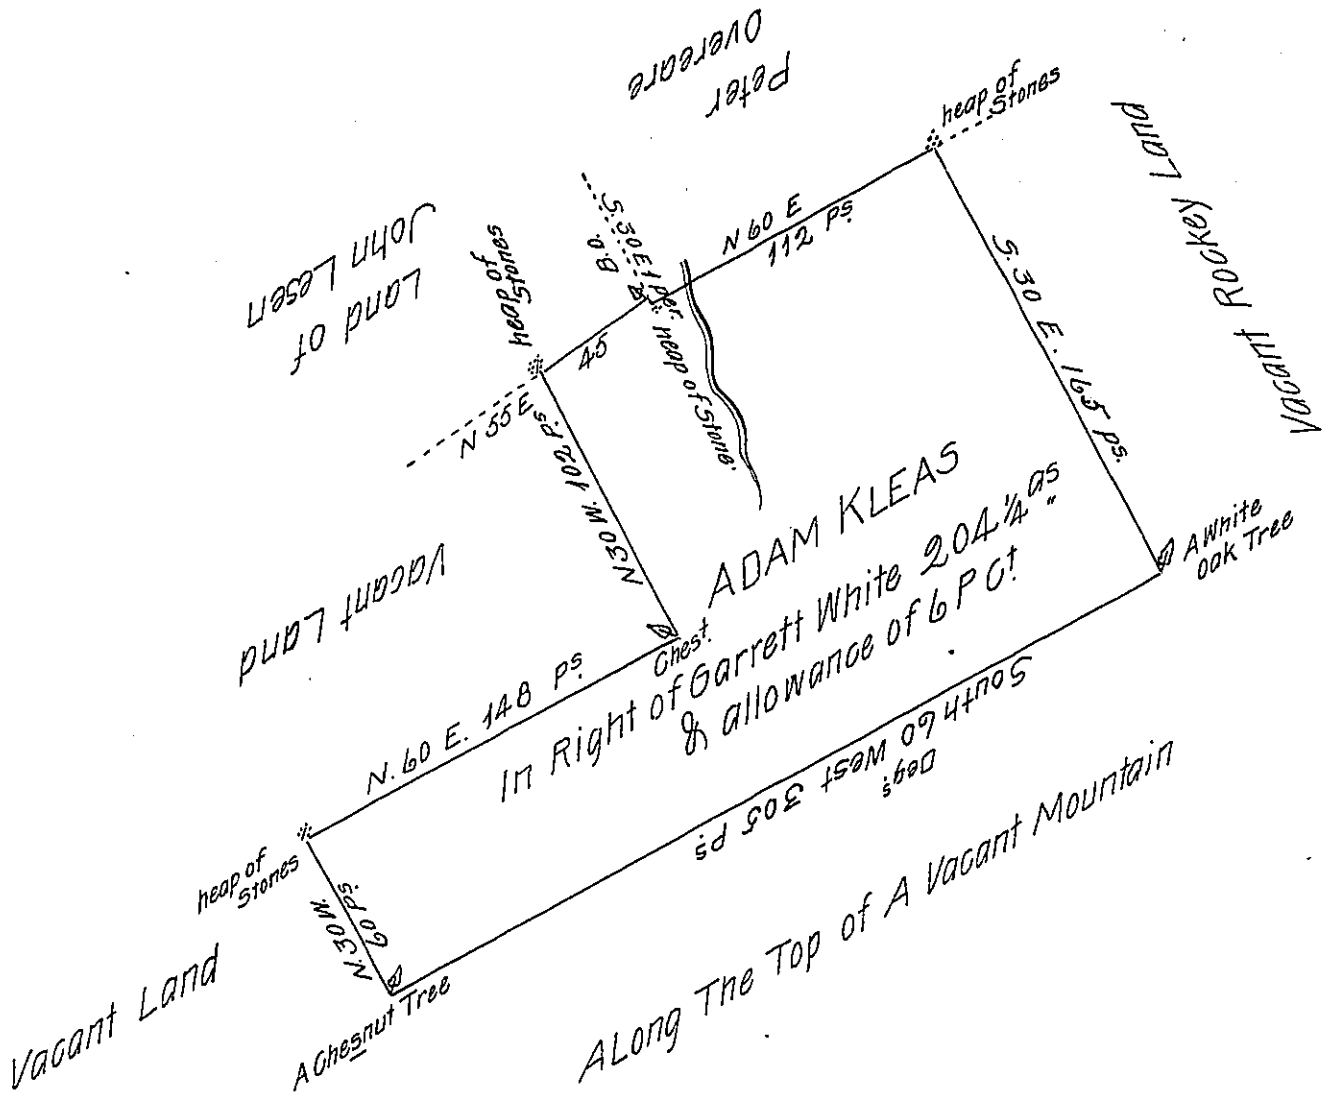 Peter
Overcare
heap of
Stones
Land of
John Lesen
heap of
Stones
S. 30 E 1 per.
B.O.
N 60 E
112 Ps.
heap of Stone.
45
N 55 E
N 30 W. 102 Ps.
S. 30 E. 165 Ps.
Vacant Rockey Land
Vacant Land
ADAM KLEAS
In Right of Garrett White 204 ¼ as "
& allowance of 6 P Ct.
A White
oak Tree
Chest.
N. 60 E. 148 Ps.
South 60 West 305 Ps
Degs
heap of
Stones
N. 30 W.
60 Ps.
Vacant Land
A Chesnut Tree
ALong The Top of A Vacant Mountain